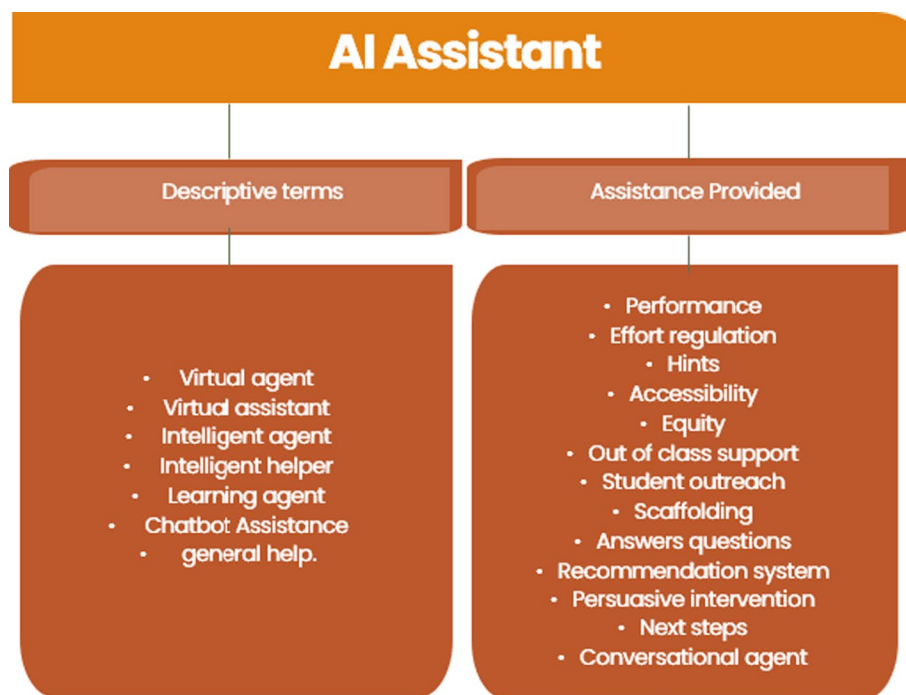 AI Assistant
Descriptive terms
• Virtual agent
• Virtual assistant
• Intelligent agent
• Intelligent helper
• Learning agent
• Chatbot Assistance
• general help.
Assistance Provided
• Performance
• Effort regulation
• Hints
• Accessibility
• Equity
• Out of class support
• Student outreach
• Scaffolding
• Answers questions
• Recommendation system
• Persuasive intervention
• Next steps
• Conversational agent